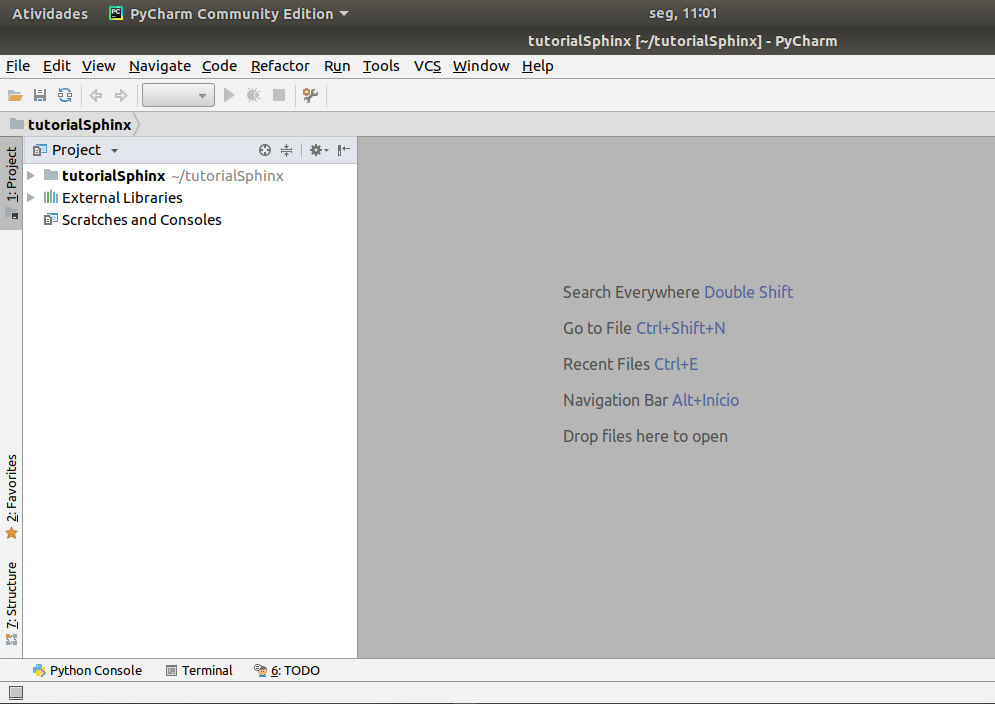 Atividades PyCharm Community Edition seg, 11:01
tutorialSphinx [~/tutorialSphinx] - PyCharm
File Edit View Navigate Code Refactor Run Tools VCS Window Help
tutorialSphinx
1: Project
Project
tutorialSphinx ~/tutorialSphinx
External Libraries
Scratches and Consoles
Search Everywhere Double Shift
Go to File Ctrl+Shift+N
Recent Files Ctrl+E
Navigation Bar Alt+Início
Drop files here to open
2: Favorites
7: Structure
Python Console Terminal 6: TODO